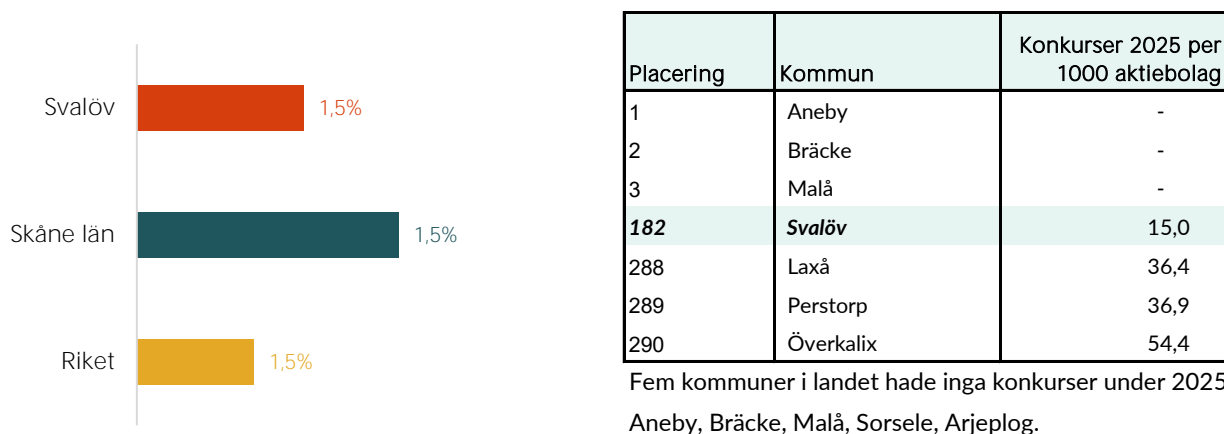 Svalöv 1,5%
Skåne län 1,5%
Riket 1,5%
Placering Kommun Konkurser 2025 per 1000 aktiebolag
1 Aneby -
2 Bräcke -
3 Malå -
182 Svalöv 15,0
288 Laxå 36,4
289 Perstorp 36,9
290 Överkalix 54,4
Fem kommuner i landet hade inga konkurser under 2025
Aneby, Bräcke, Malå, Sorsele, Arjeplog.